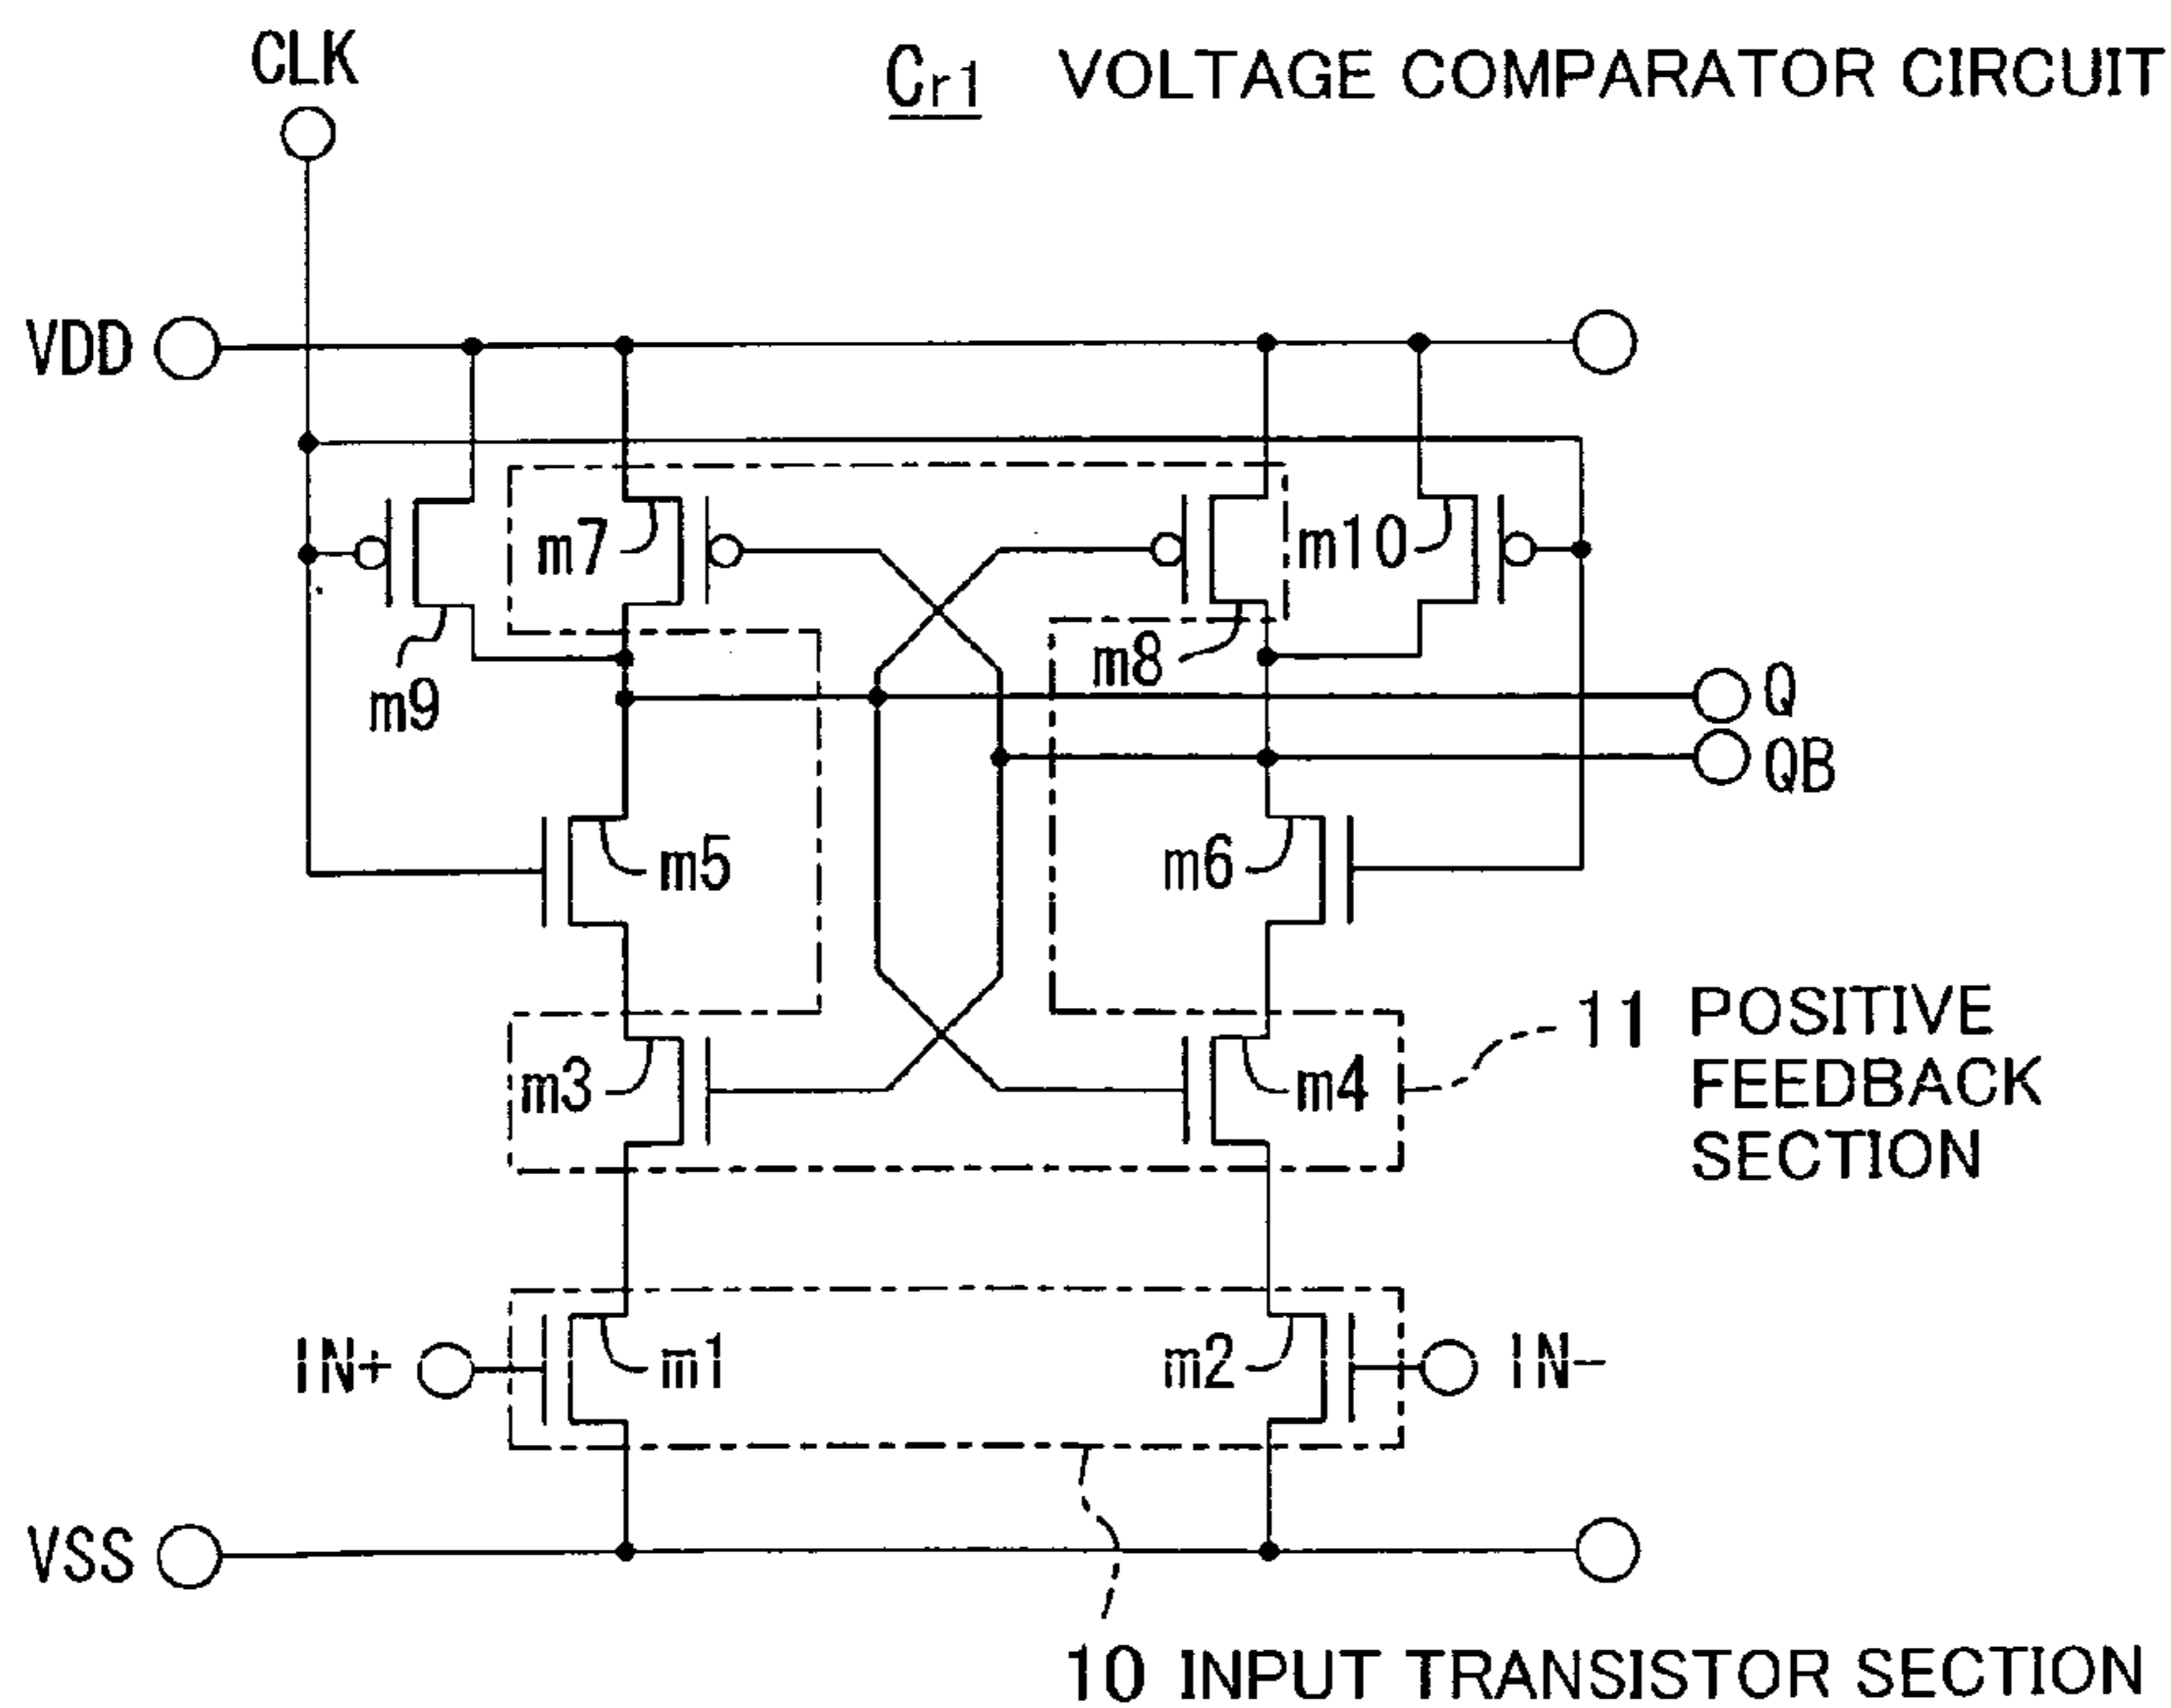 CLK
Cr1 VOLTAGE COMPARATOR CIRCUIT
VDD
m7
m10
m8
m9
Q
QB
m5
m6
11 POSITIVE
FEEDBACK
SECTION
m3
m4
IN+
m1
m2
IN-
VSS
10 INPUT TRANSISTOR SECTION